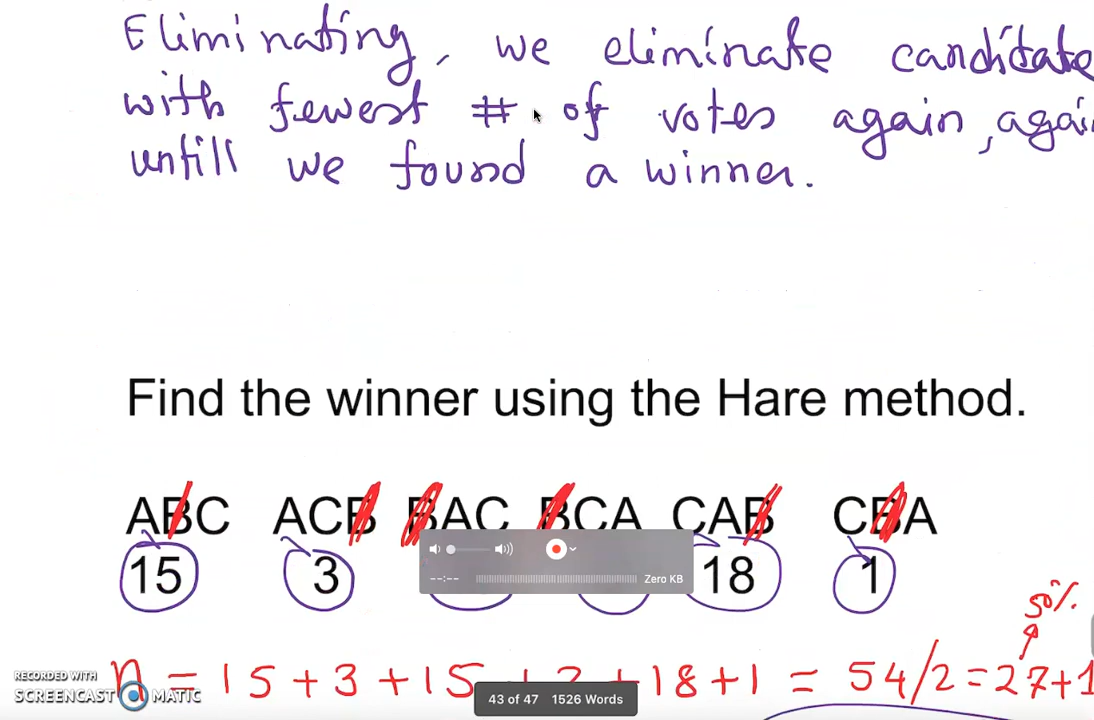 Eliminating, we eliminate candidate
with fewest # of votes again, agai
untill we found a winner.
Find the winner using the Hare method.
ABC ACB BAC BCA CAB CBA
15 3 18 1
--:-- Zero KB
50%
n = 15 + 3 + 15 + 2 + 18 + 1 = 54/2 = 27+1
RECORDED WITH
SCREENCAST MATIC
43 of 47 1526 Words